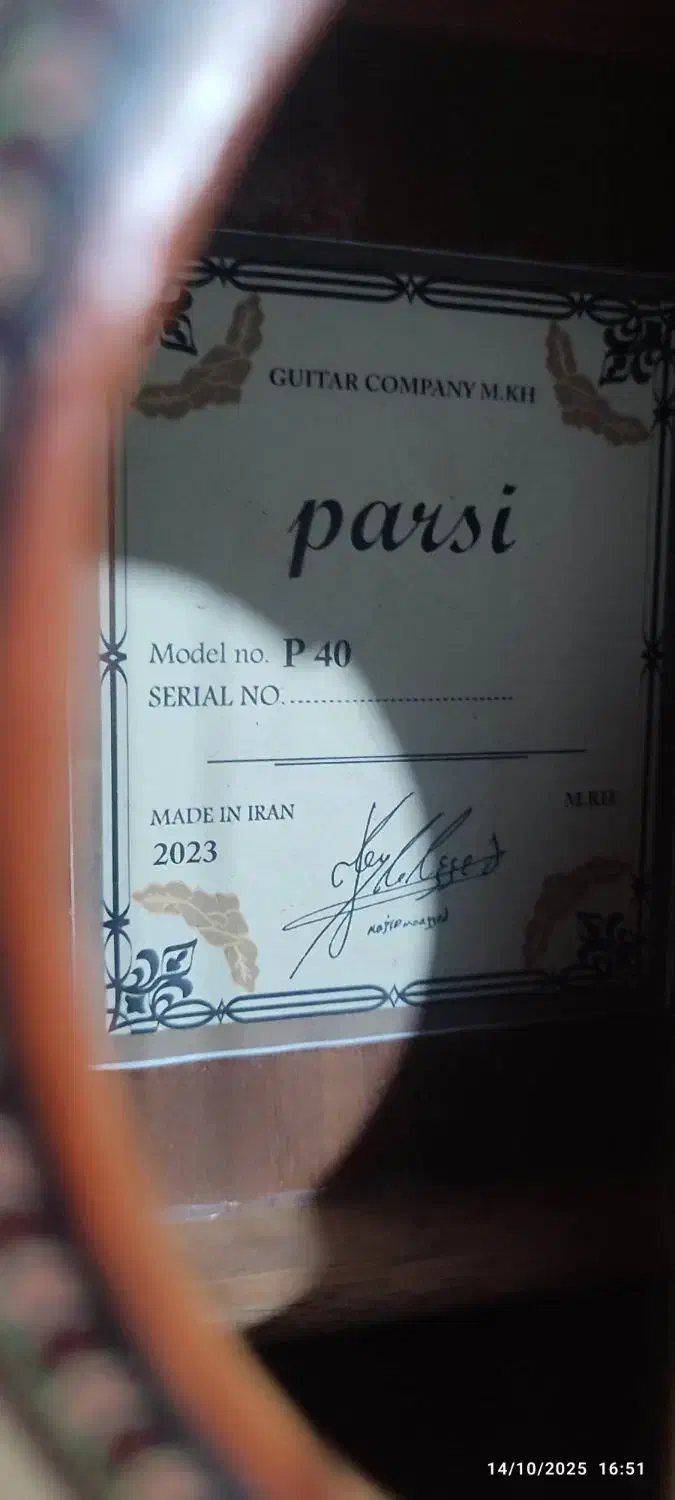 GUITAR COMPANY M.KH
parsi
Model no. P 40
SERIAL NO...............................................
MADE IN IRAN
M.KH
2023
14/10/2025 16:51